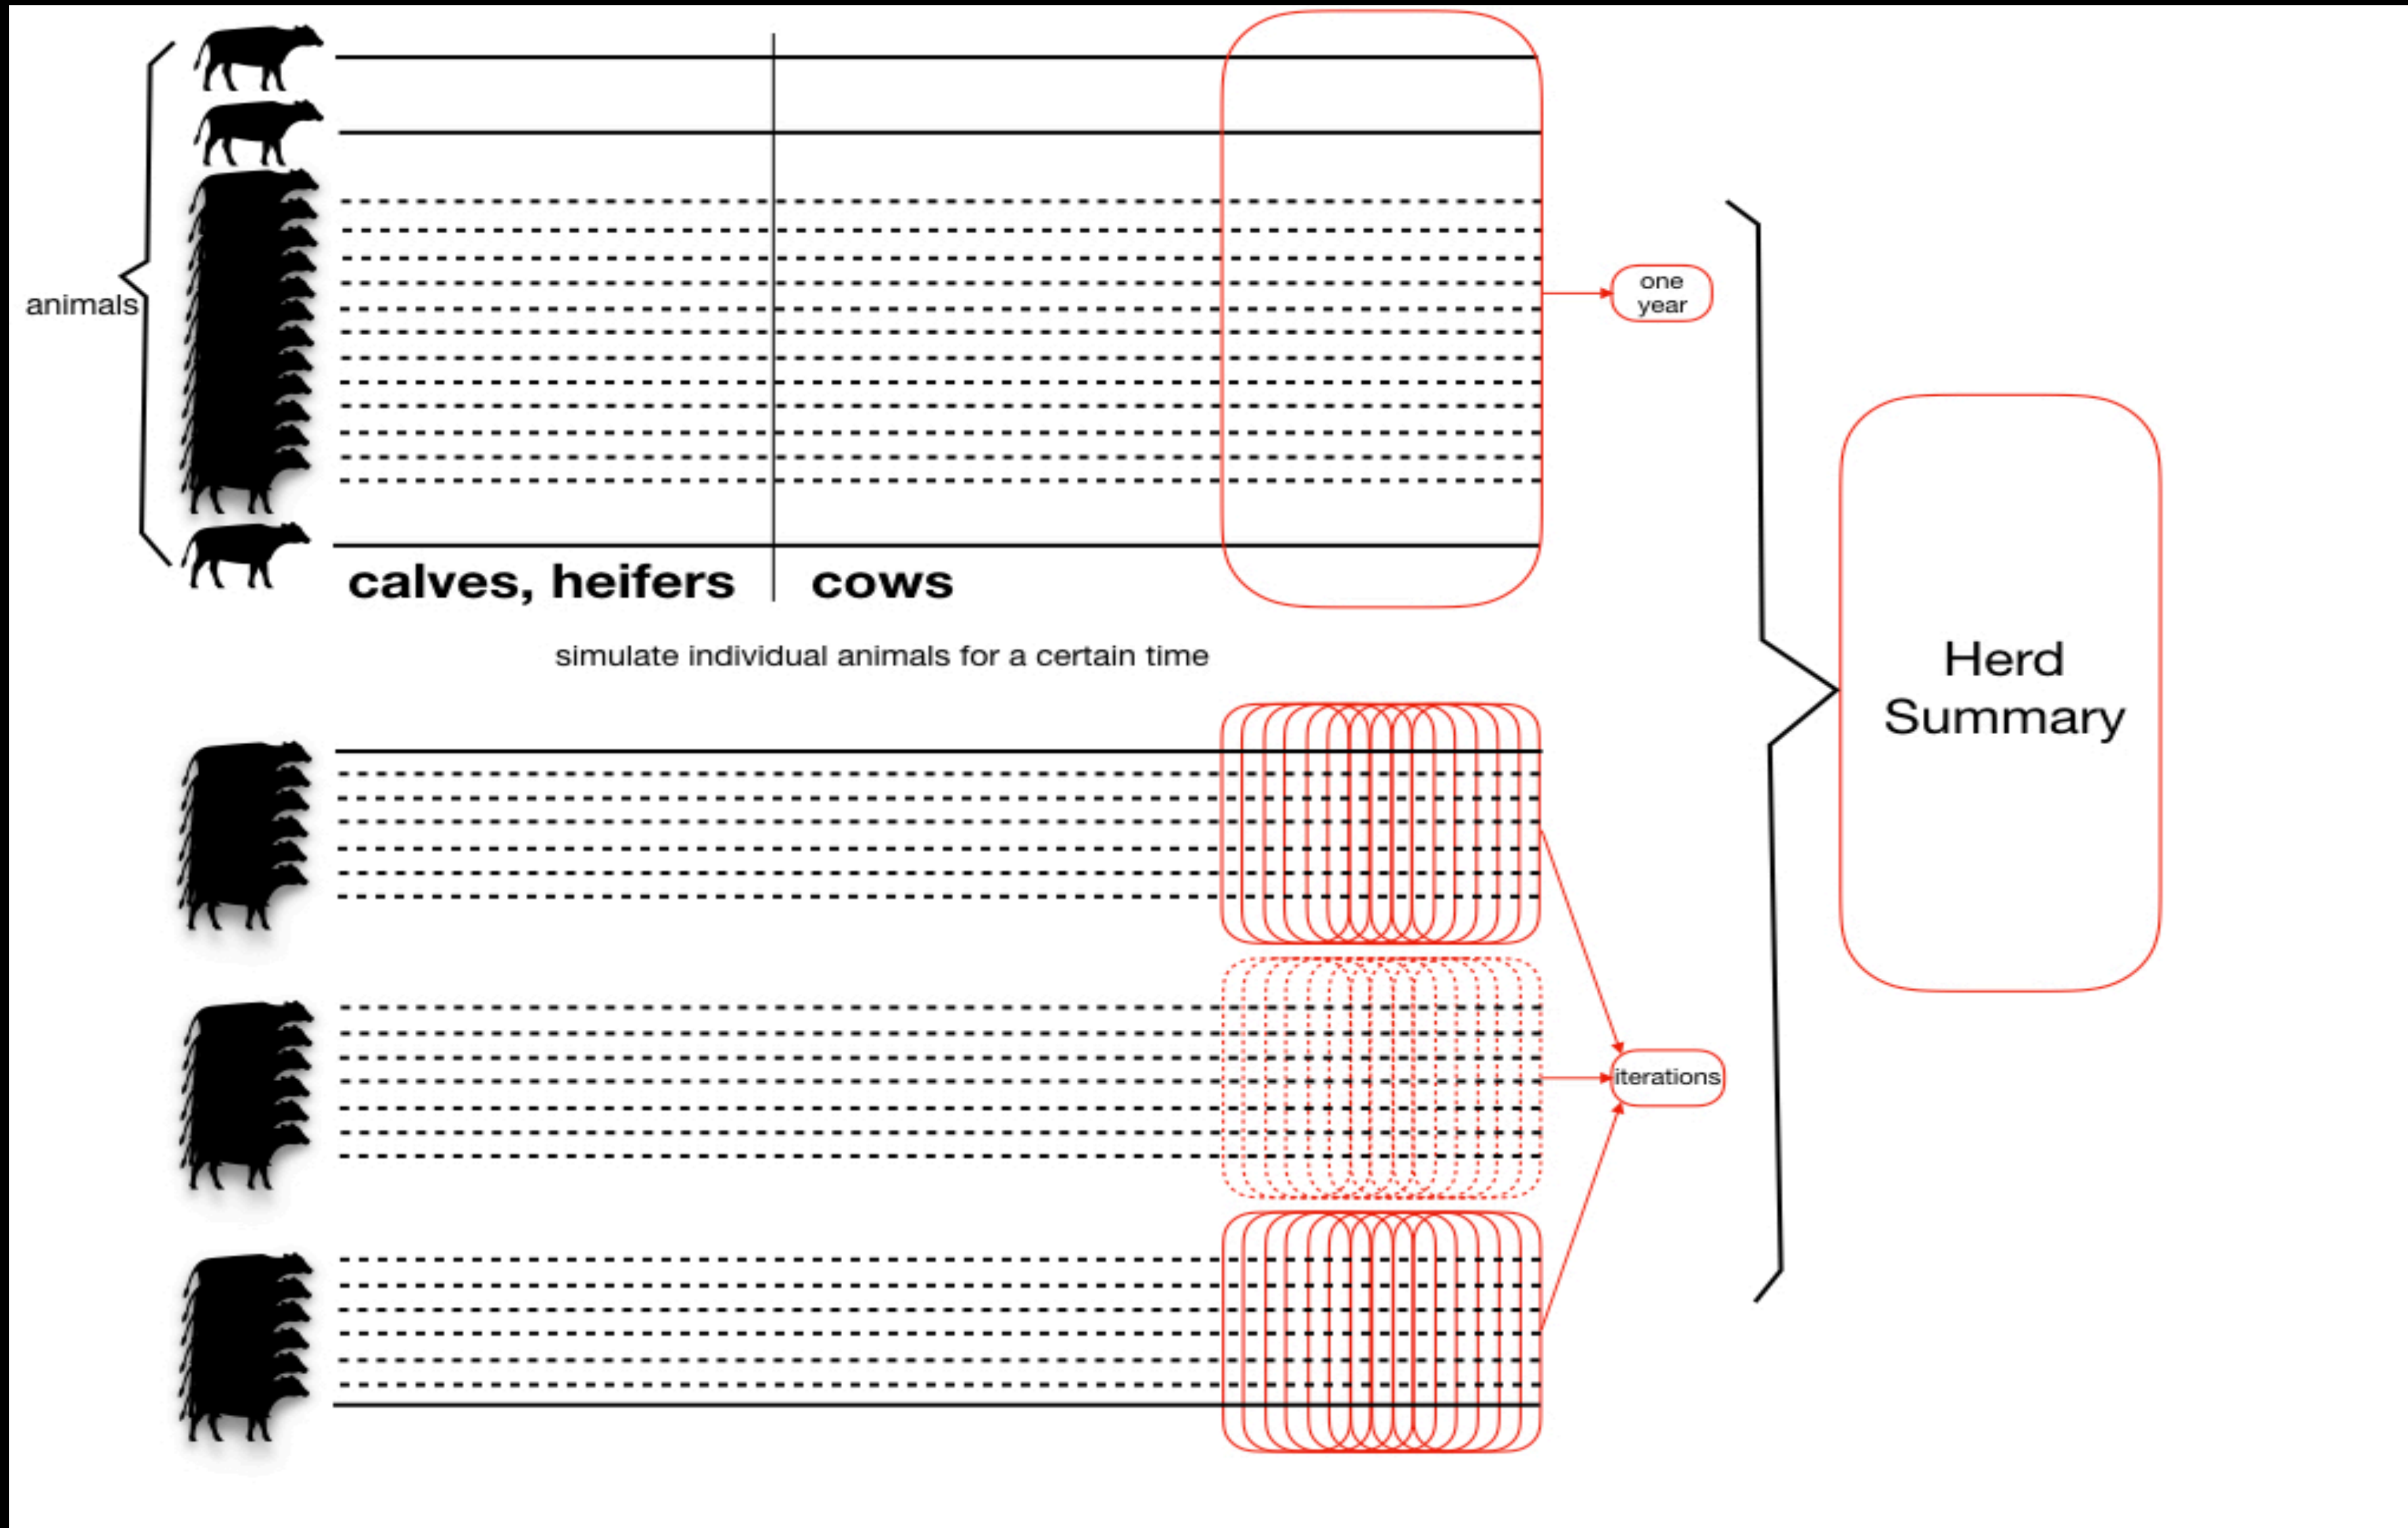 animals
one
year
calves, heifers
cows
simulate individual animals for a certain time
Herd
Summary
iterations